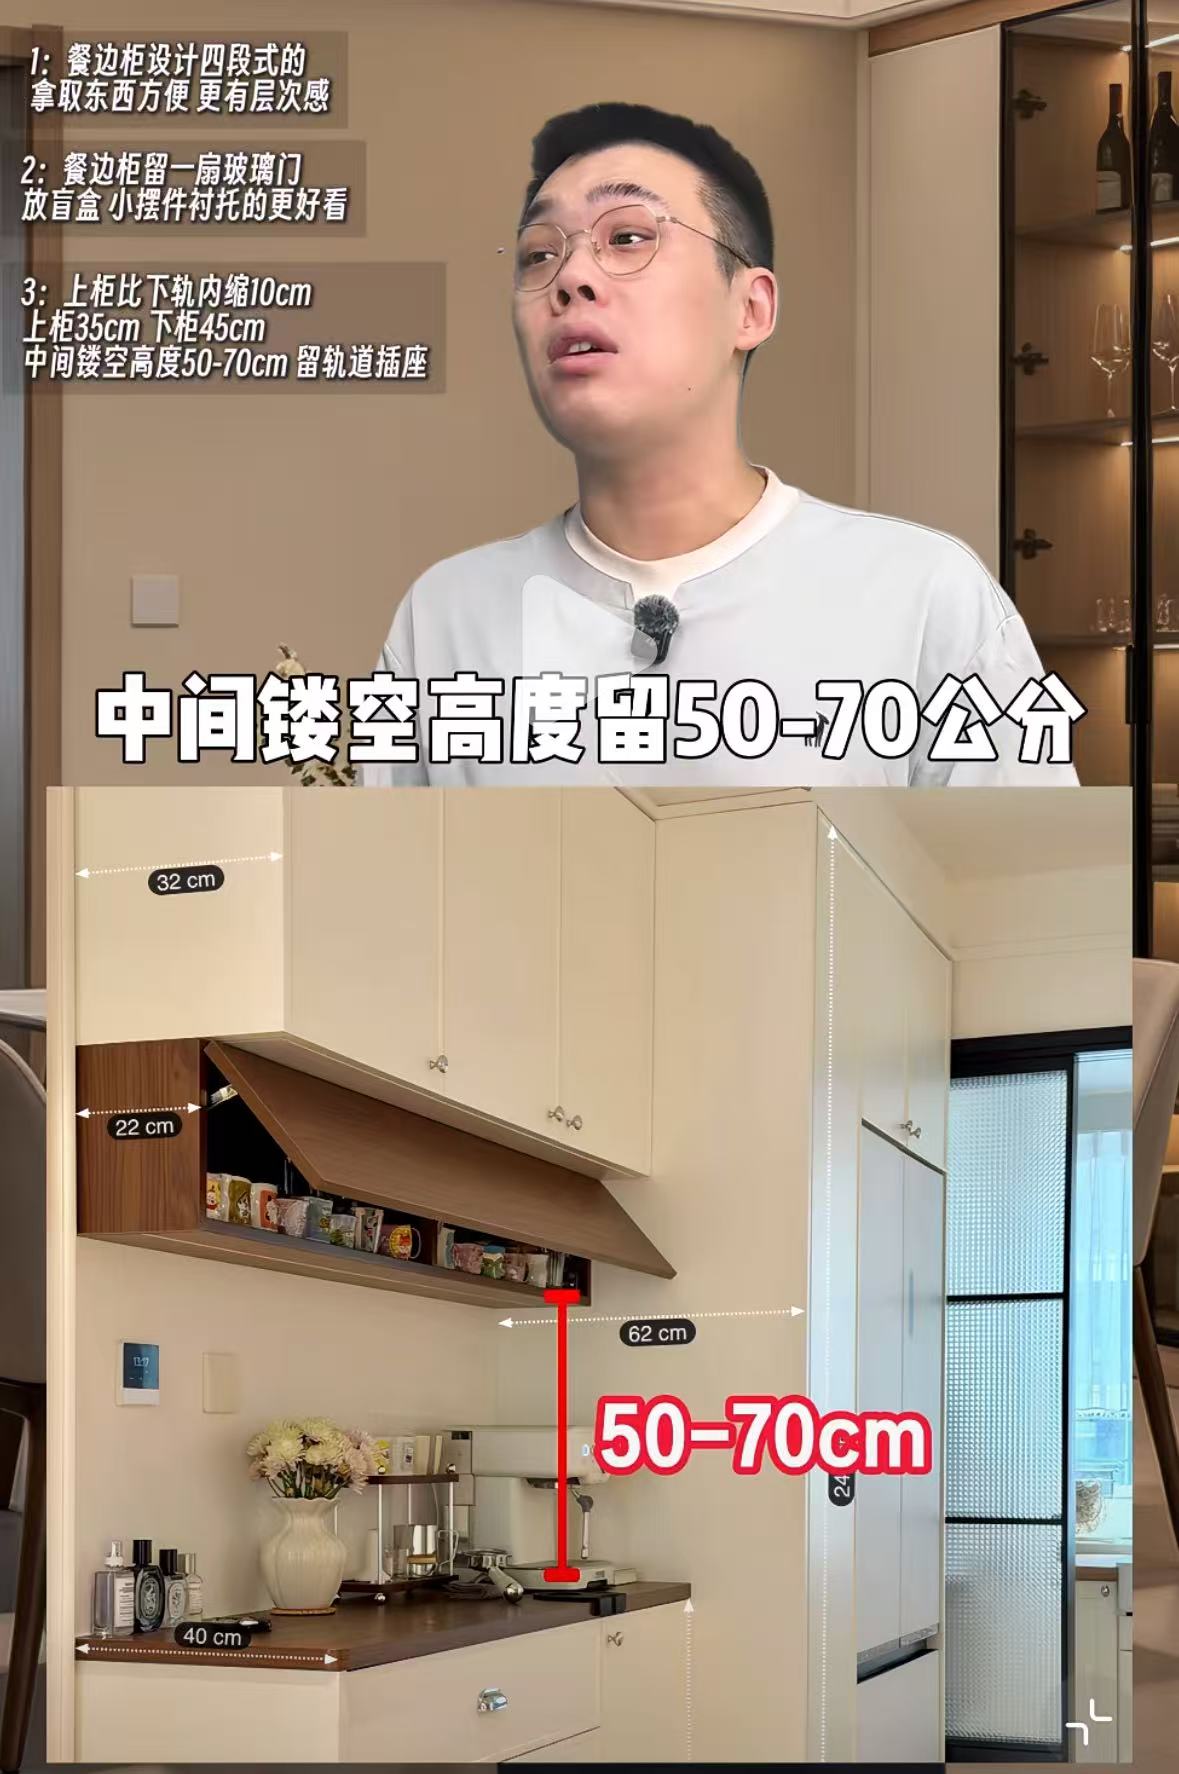 1：餐边柜设计四段式的
拿取东西方便 更有层次感
2：餐边柜留一扇玻璃门
放盲盒 小摆件衬托的更好看
3：上柜比下轨内缩10cm
上柜35cm 下柜45cm
中间镂空高度50-70cm 留轨道插座
中间镂空高度留50-70公分
32 cm
22 cm
62 cm
50-70cm
40 cm